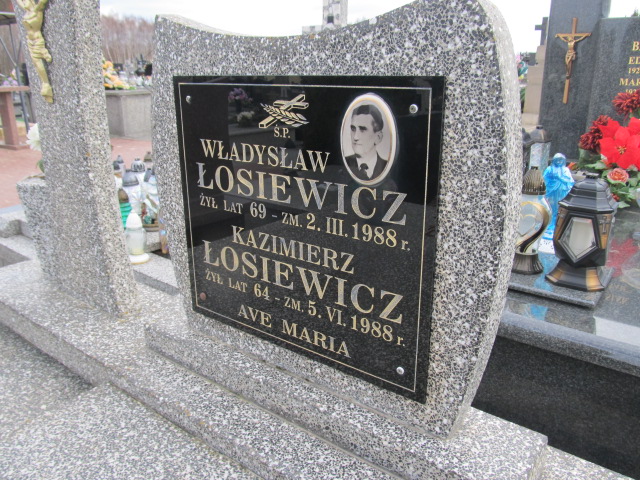 Ś.P.
WŁADYSŁAW
ŁOSIEWICZ
ŻYŁ LAT 69 - ZM. 2. III. 1988 r.
KAZIMIERZ
ŁOSIEWICZ
ŻYŁ LAT 64 - ZM. 5. VI. 1988 r.
AVE MARIA